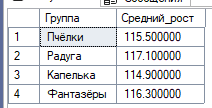 Группа Средний_рост
1 Пчёлки 115.500000
2 Радуга 117.100000
3 Капелька 114.900000
4 Фантазёры 116.300000